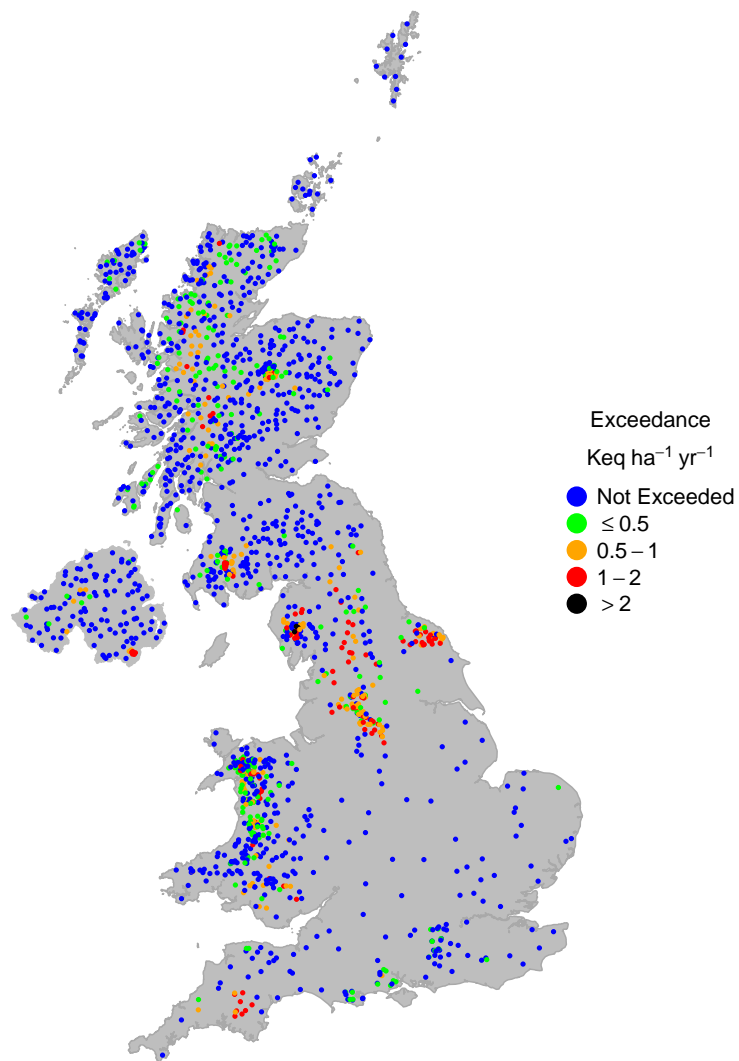 Exceedance
Keq ha⁻¹ yr⁻¹
Not Exceeded
≤ 0.5
0.5 – 1
1 – 2
> 2